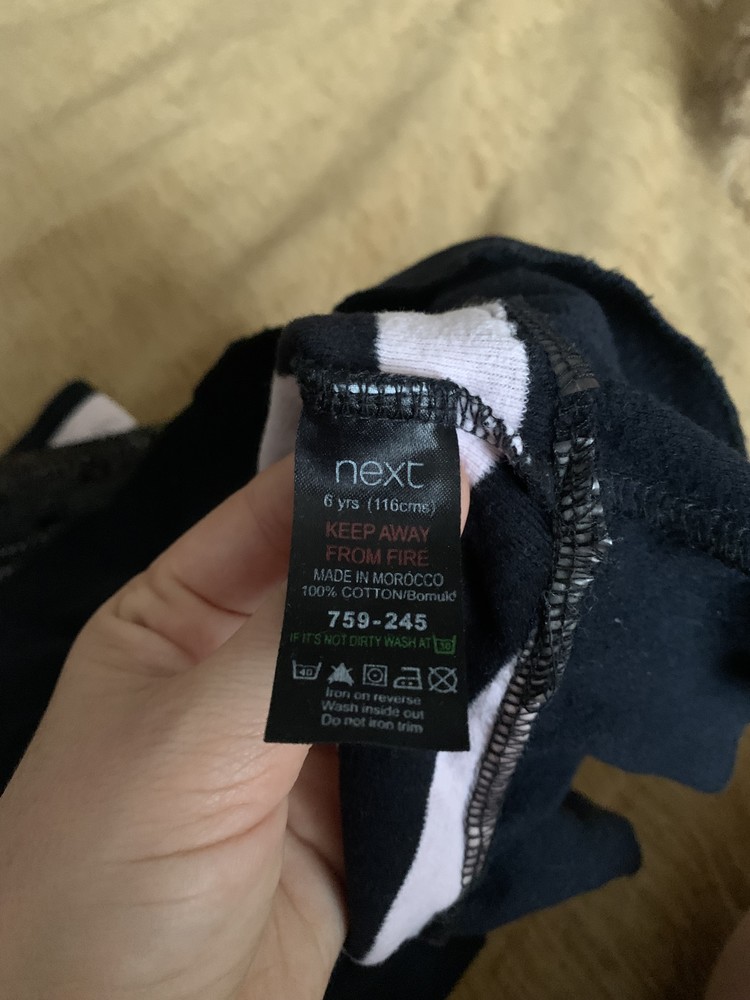 next
6 yrs (116cms)
KEEP AWAY
FROM FIRE
MADE IN MOROCCO
100% COTTON/Bomuld
759-245
IF IT'S NOT DIRTY WASH AT 30
40
Iron on reverse
Wash inside out
Do not iron trim